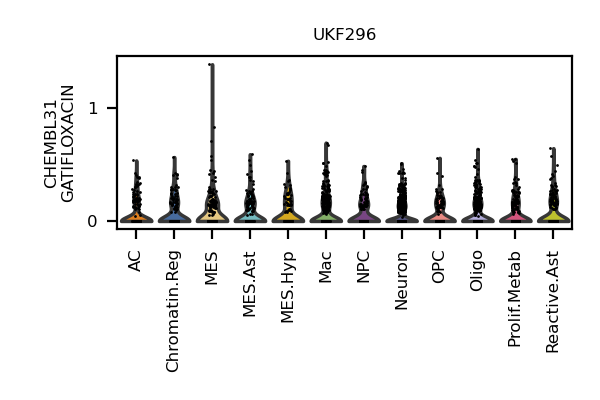 UKF296
CHEMBL31
GATIFLOXACIN
1
0
AC
Chromatin.Reg
MES
MES.Ast
MES.Hyp
Mac
NPC
Neuron
OPC
Oligo
Prolif.Metab
Reactive.Ast